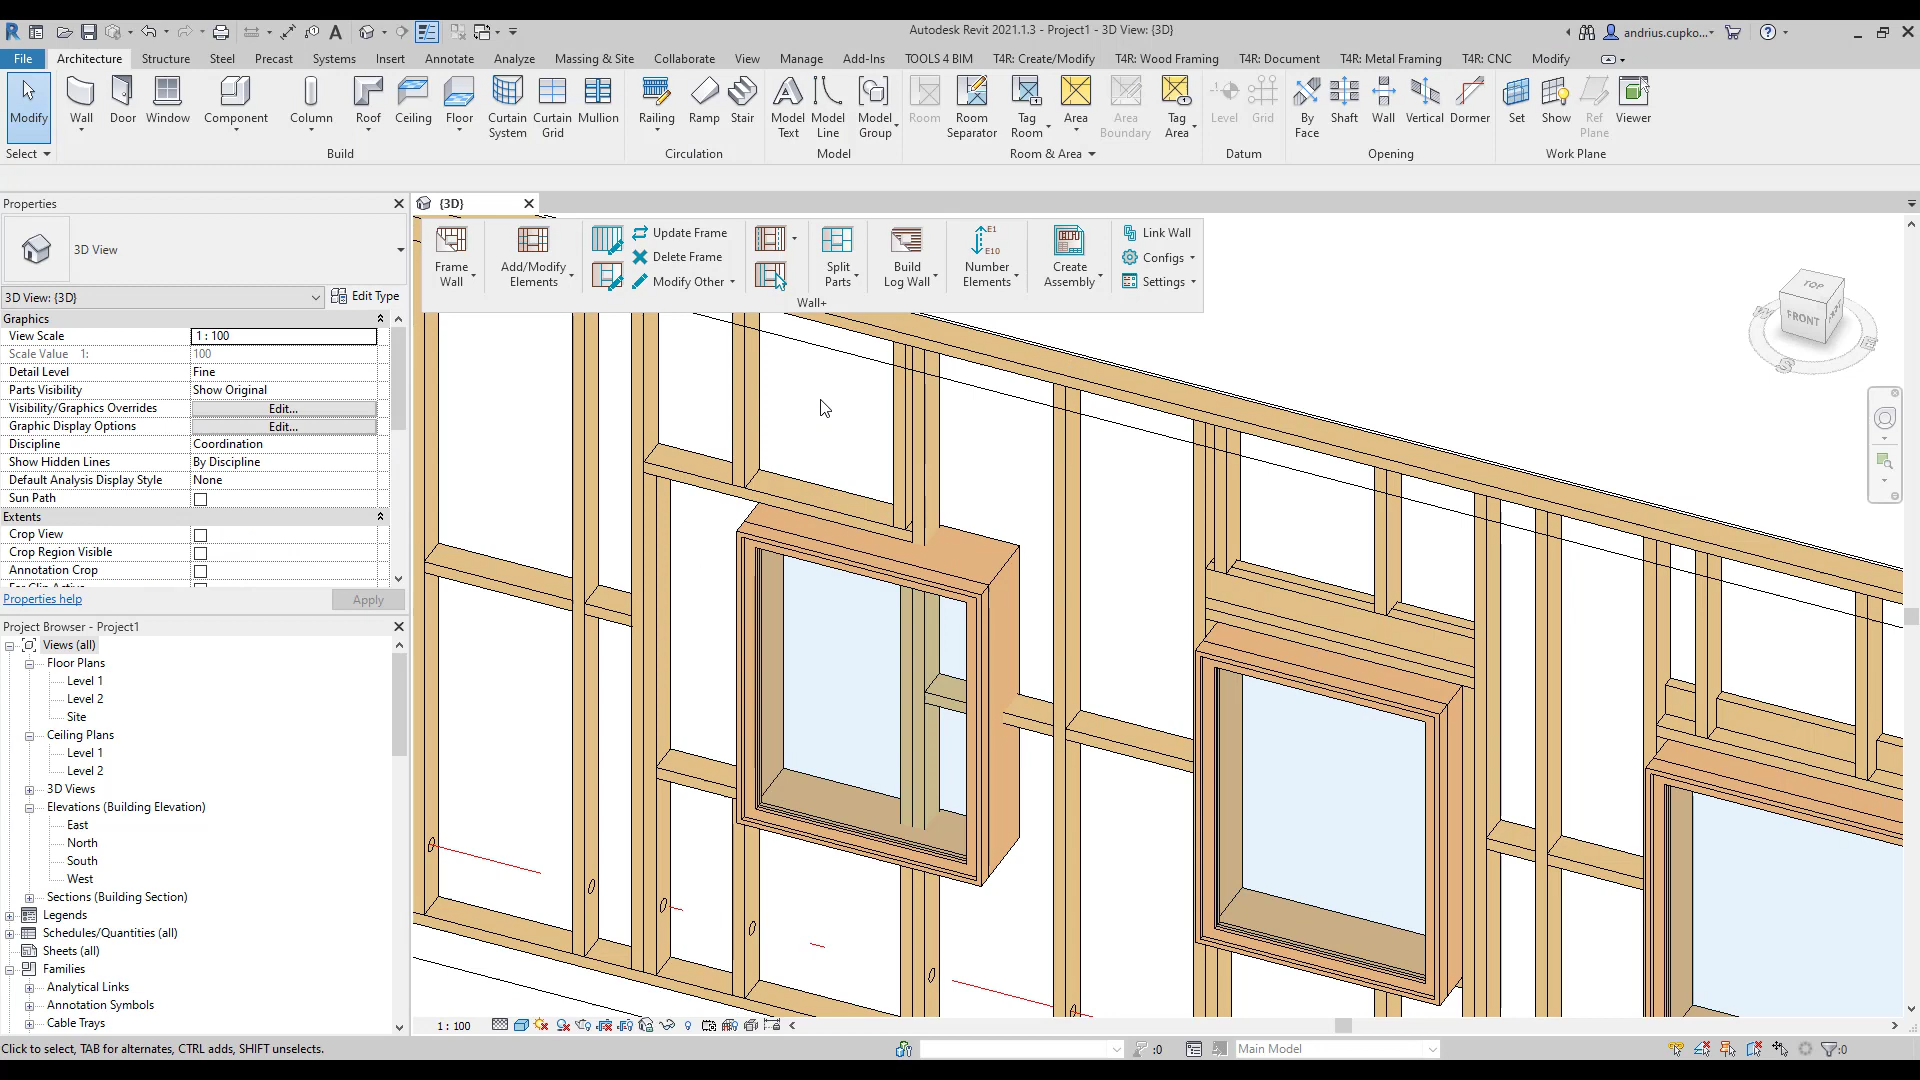 Autodesk Revit 2021.1.3 - Project1 - 3D View: {3D}
andrius.cupko...
File
Architecture
Structure
Steel
Precast
Systems
Insert
Annotate
Analyze
Massing & Site
Collaborate
View
Manage
Add-Ins
TOOLS 4 BIM
T4R: Create/Modify
T4R: Wood Framing
T4R: Document
T4R: Metal Framing
T4R: CNC
Modify
Modify
Wall
Door
Window
Component
Column
Roof
Ceiling
Floor
Curtain System
Curtain Grid
Mullion
Railing
Ramp
Stair
Model Text
Model Line
Model Group
Room
Room Separator
Tag Room
Area
Area Boundary
Tag Area
Level
Grid
By Face
Shaft
Wall
Vertical
Dormer
Set
Show
Ref Plane
Viewer
Select
Build
Circulation
Model
Room & Area
Datum
Opening
Work Plane
Properties
{3D}
3D View
3D View: {3D}
Edit Type
Graphics
View Scale 1 : 100
Scale Value 1: 100
Detail Level Fine
Parts Visibility Show Original
Visibility/Graphics Overrides Edit...
Graphic Display Options Edit...
Discipline Coordination
Show Hidden Lines By Discipline
Default Analysis Display Style None
Sun Path
Extents
Crop View
Crop Region Visible
Annotation Crop
Properties help
Apply
Project Browser - Project1
Views (all)
Floor Plans
Level 1
Level 2
Site
Ceiling Plans
Level 1
Level 2
3D Views
Elevations (Building Elevation)
East
North
South
West
Sections (Building Section)
Legends
Schedules/Quantities (all)
Sheets (all)
Families
Analytical Links
Annotation Symbols
Cable Trays
Frame Wall
Add/Modify Elements
Update Frame
Delete Frame
Modify Other
Split Parts
Build Log Wall
E1
E10
Number Elements
Create Assembly
Link Wall
Configs
Settings
Wall+
TOP
FRONT
W
S
E
1 : 100
Click to select, TAB for alternates, CTRL adds, SHIFT unselects.
:0
Main Model
:0